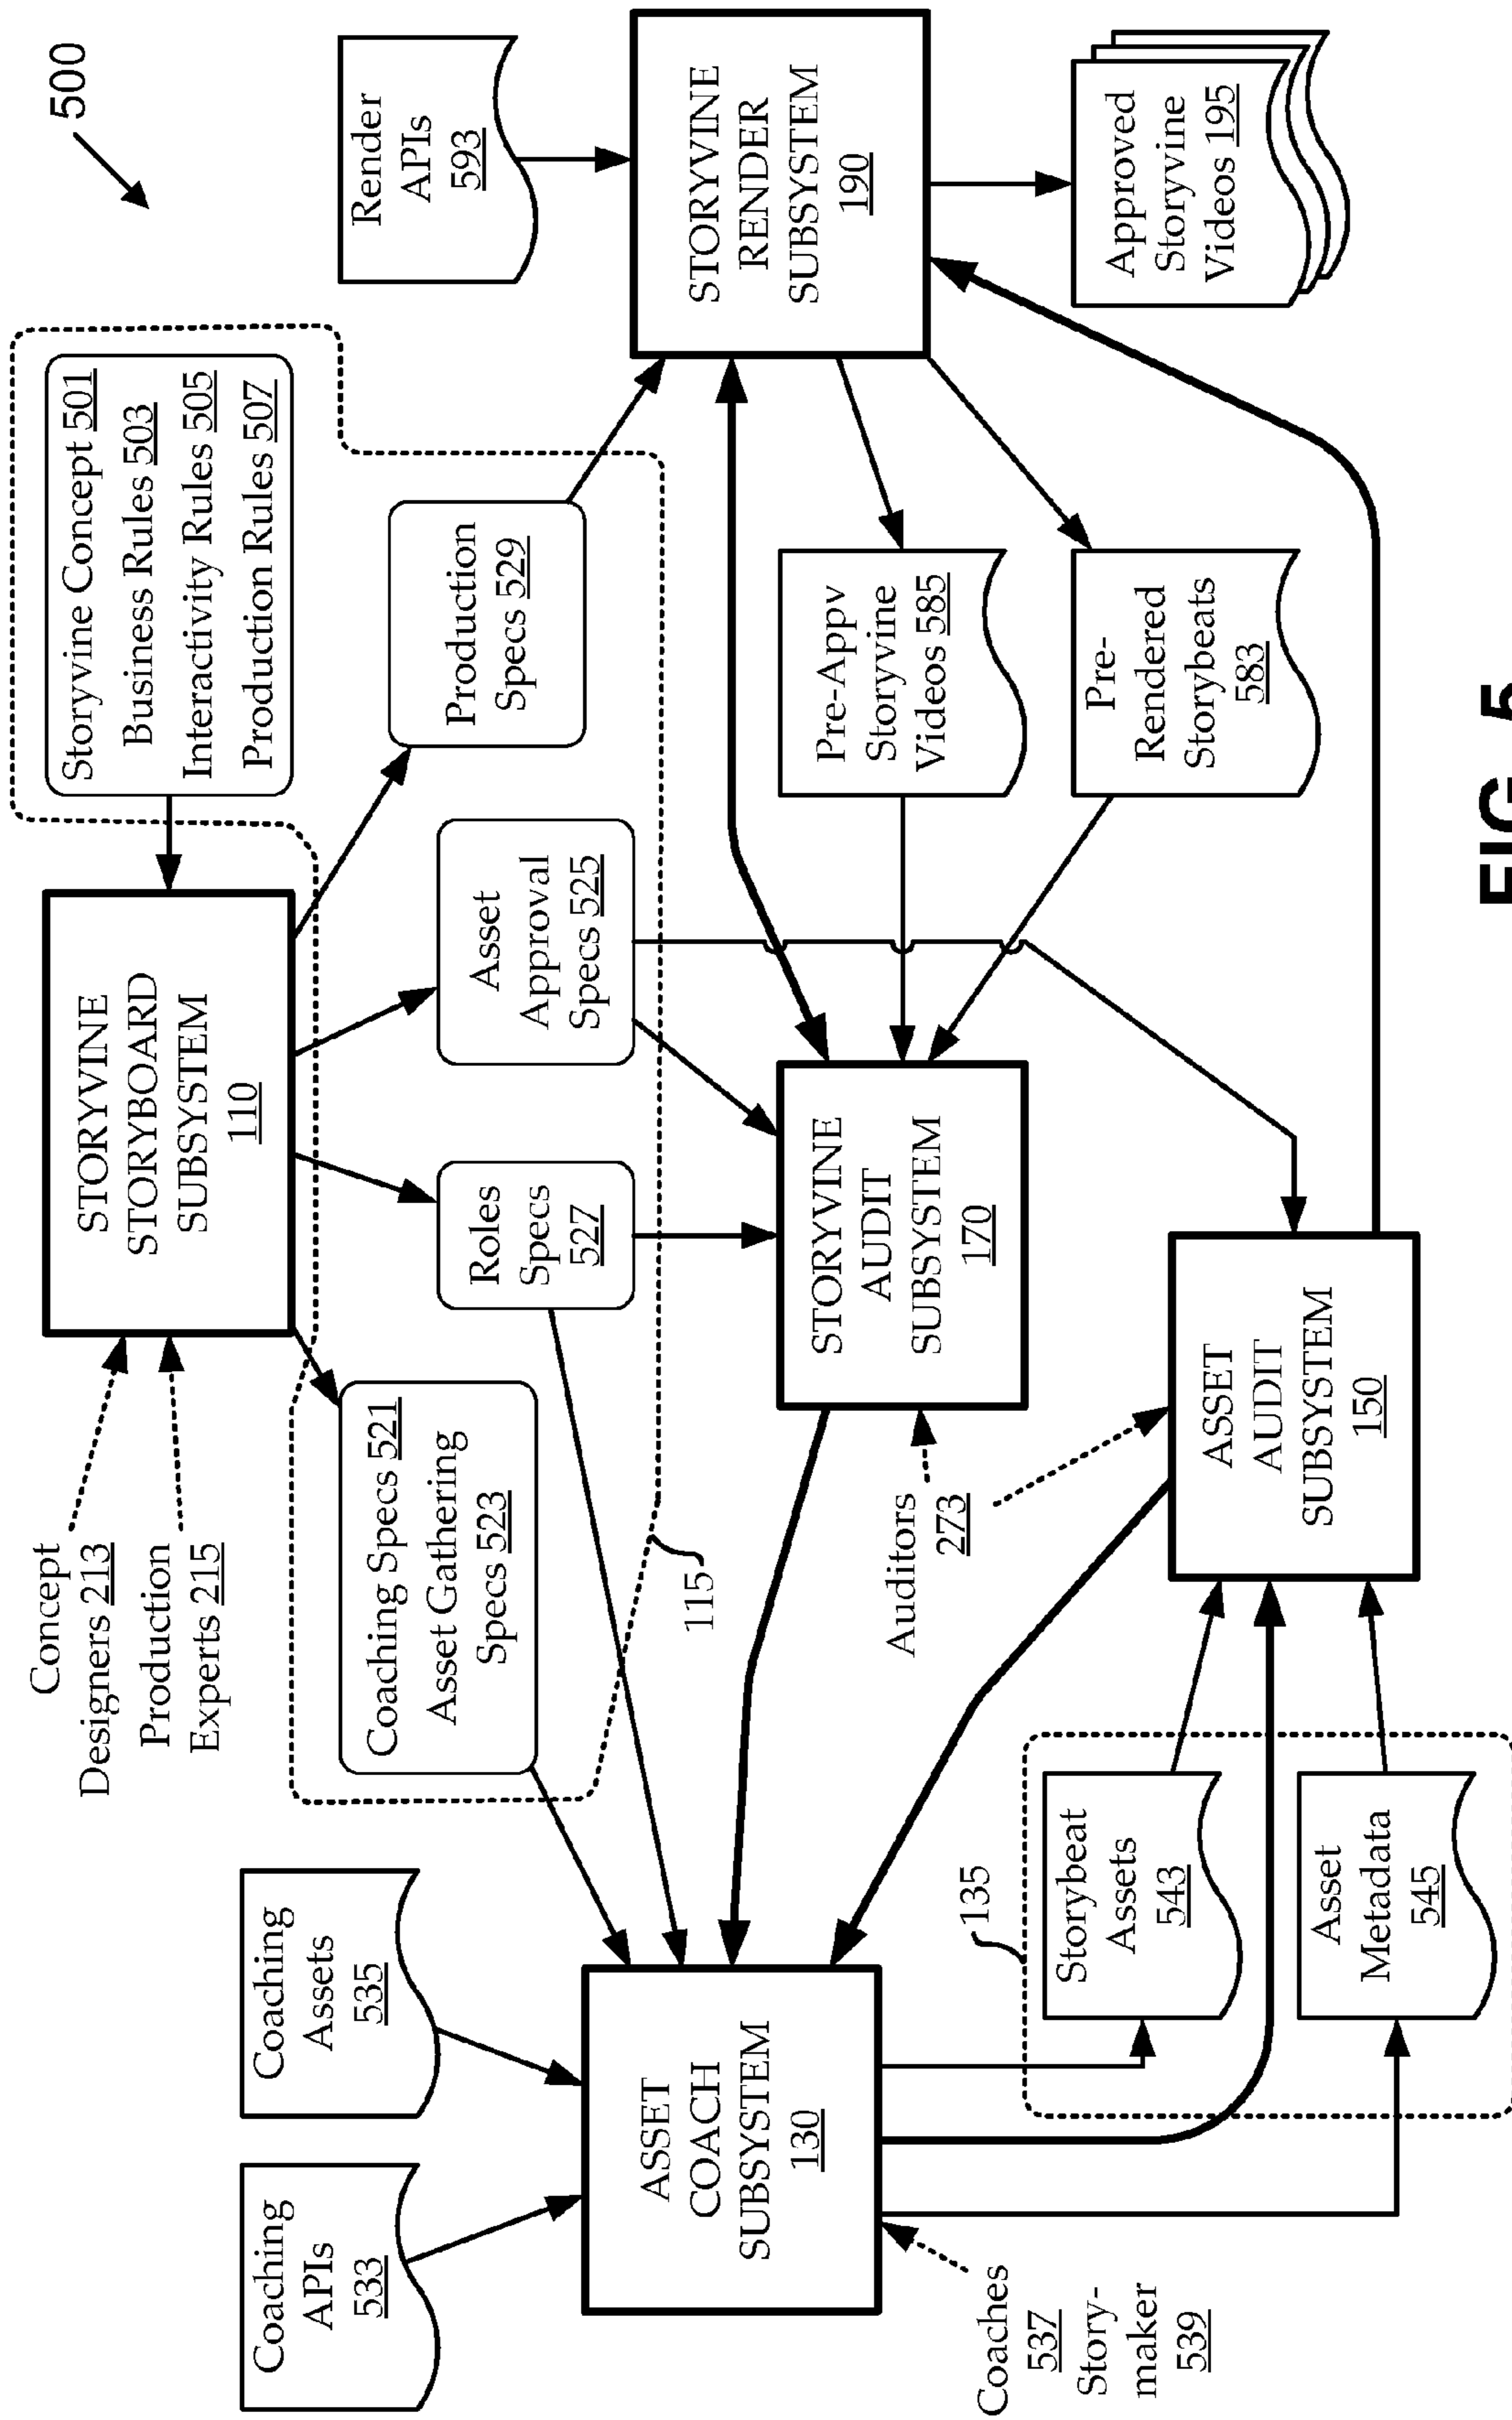 500
Concept
Designers 213
Production
Experts 215
STORYVINE
STORYBOARD
SUBSYSTEM
110
Storyvine Concept 501
Business Rules 503
Interactivity Rules 505
Production Rules 507
Render
APIs
593
Coaching
APIs
533
Coaching
Assets
535
Coaching Specs 521
Asset Gathering
Specs 523
Roles
Specs
527
Asset
Approval
Specs 525
Production
Specs 529
115
ASSET
COACH
SUBSYSTEM
130
STORYVINE
AUDIT
SUBSYSTEM
170
STORYVINE
RENDER
SUBSYSTEM
190
Pre-Appv
Storyvine
Videos 585
Pre-
Rendered
Storybeats
583
Approved
Storyvine
Videos 195
Auditors
273
Coaches
537
Story-
maker
539
135
Storybeat
Assets
543
Asset
Metadata
545
ASSET
AUDIT
SUBSYSTEM
150
FIG. 5